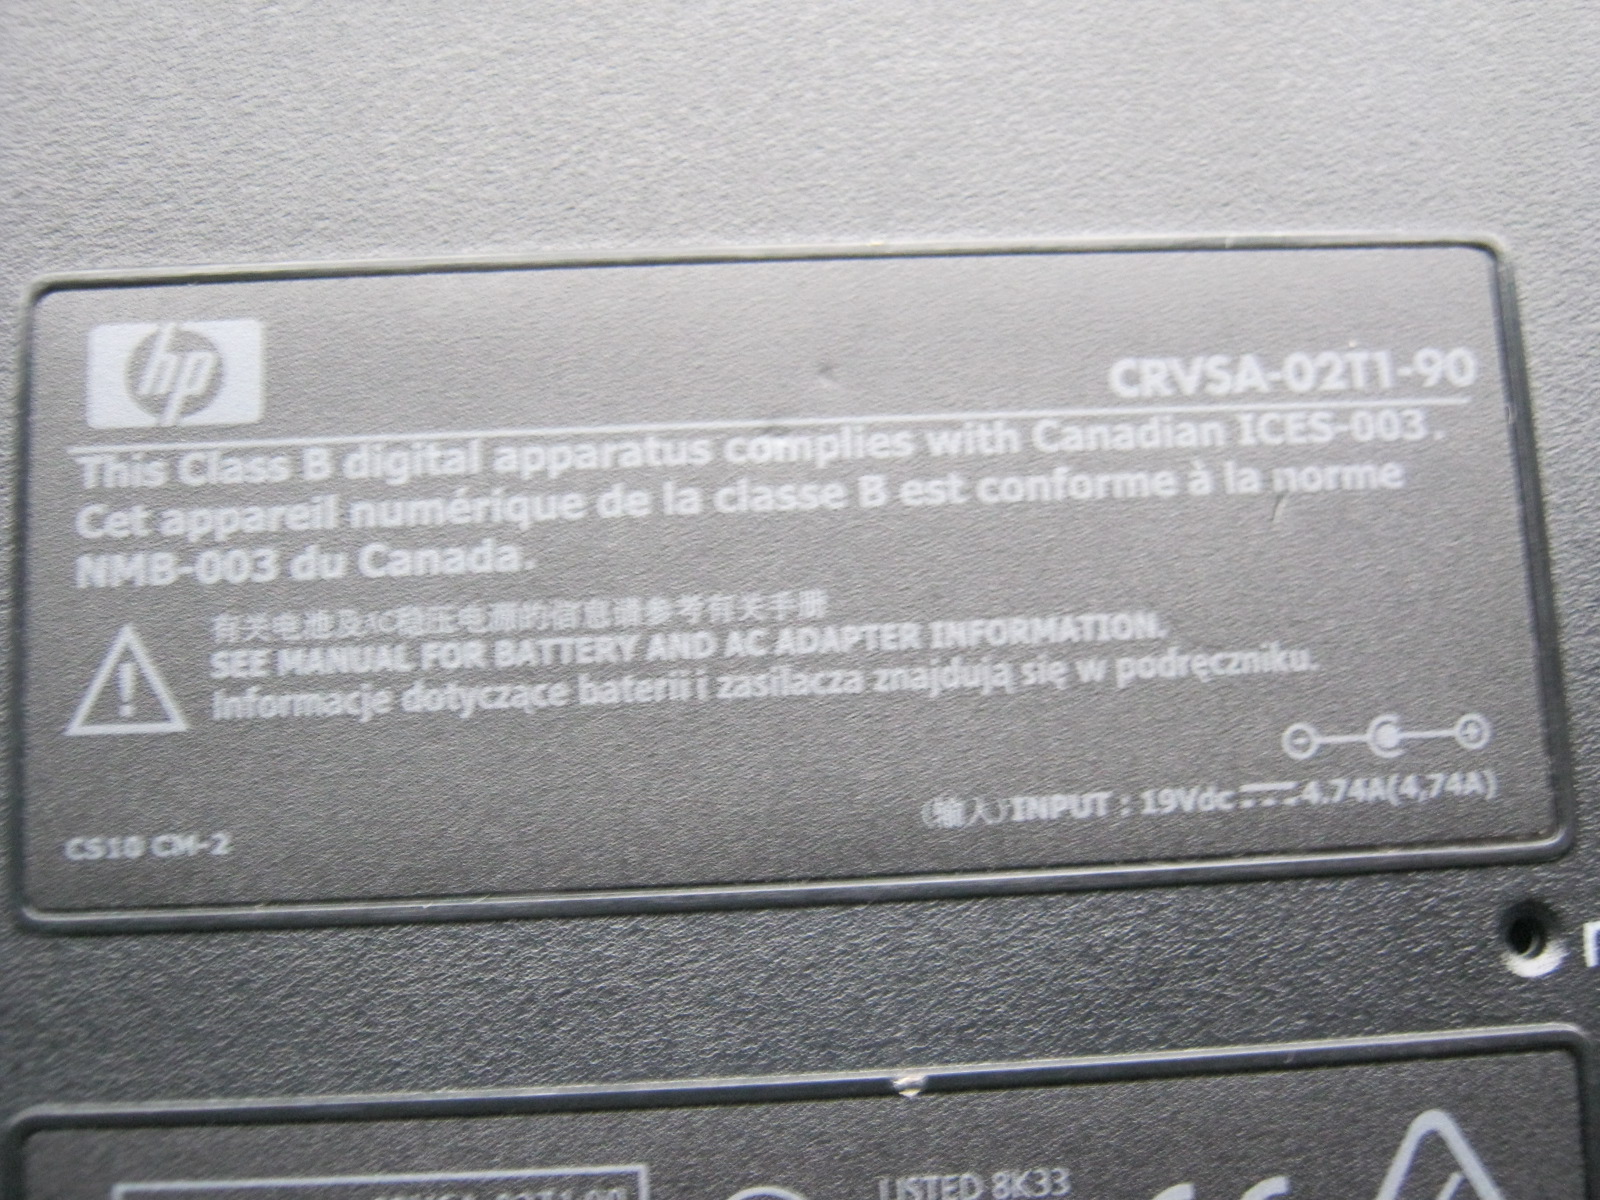 hp
CRVSA-02T1-90
This Class B digital apparatus complies with Canadian ICES-003.
Cet appareil numérique de la classe B est conforme à la norme
NMB-003 du Canada.
有关电池及AC稳压电源的信息请参考有关手册
SEE MANUAL FOR BATTERY AND AC ADAPTER INFORMATION.
Informacje dotyczące baterii i zasilacza znajdują się w podręczniku.
(输入)INPUT : 19Vdc 4.74A(4,74A)
CS10 CM-2
LISTED 8K33